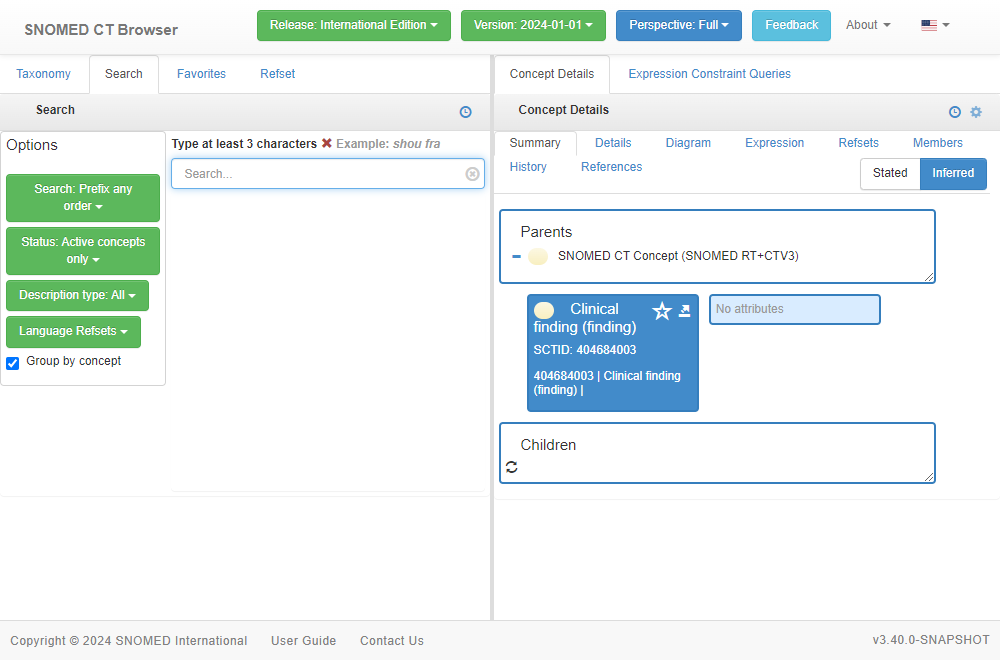 SNOMED CT Browser
Release: International Edition
Version: 2024-01-01
Perspective: Full
Feedback
About
Taxonomy
Search
Favorites
Refset
Search
Options
Search: Prefix any
order
Status: Active concepts
only
Description type: All
Language Refsets
Group by concept
Type at least 3 characters ✖ Example: shou fra
Search...
Concept Details
Expression Constraint Queries
Concept Details
Summary
Details
Diagram
Expression
Refsets
Members
History
References
Stated
Inferred
Parents
SNOMED CT Concept (SNOMED RT+CTV3)
Clinical
finding (finding)
SCTID: 404684003
404684003 | Clinical finding
(finding) |
No attributes
Children
Copyright © 2024 SNOMED International
User Guide
Contact Us
v3.40.0-SNAPSHOT